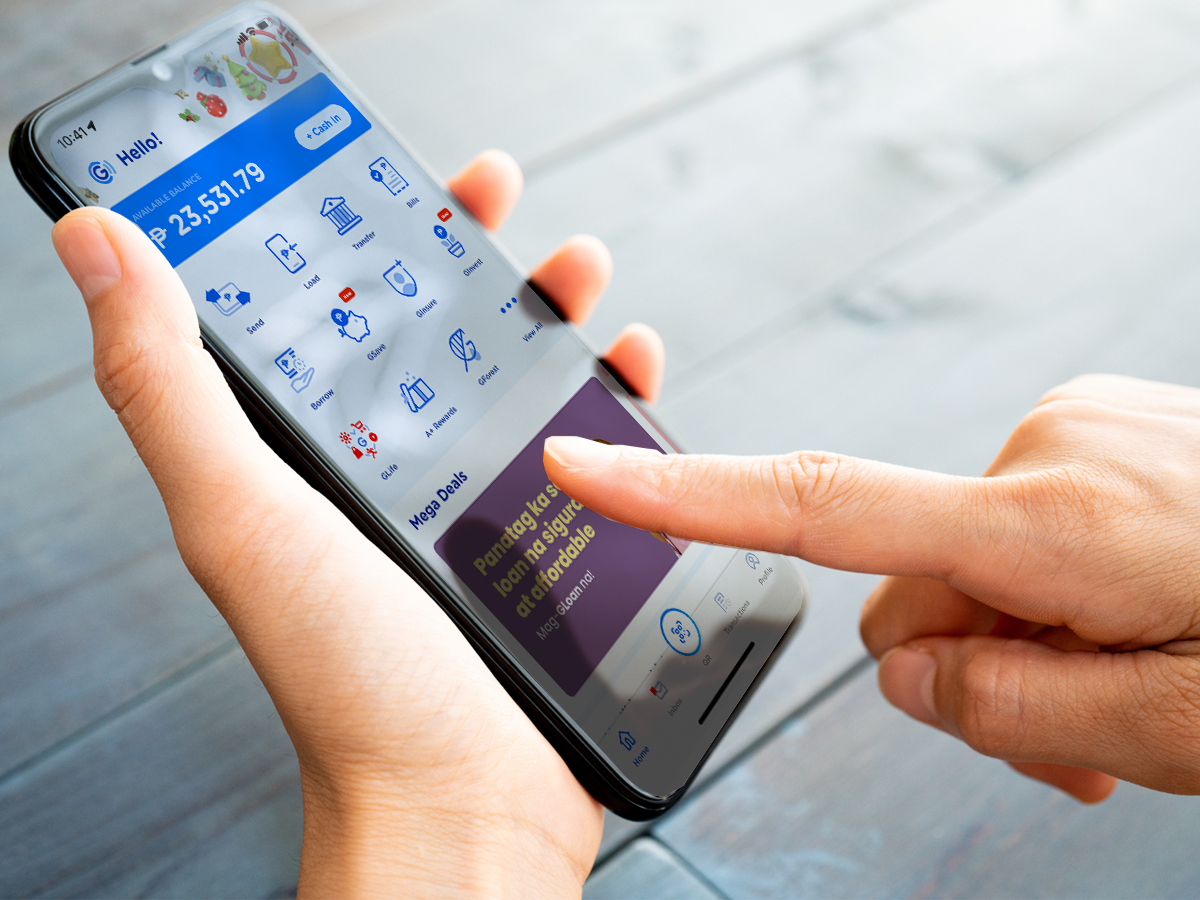 10:41
Hello!
AVAILABLE BALANCE
₱ 23,531.79
+ Cash in
Send
Load
Transfer
Bills
Borrow
GSave
GInsure
GInvest
GLife
A+ Rewards
GForest
View All
Mega Deals
Panatag ka
loan na sigurado
at affordable
Mag-GLoan na!
Home
Inbox
QR
Transactions
Profile